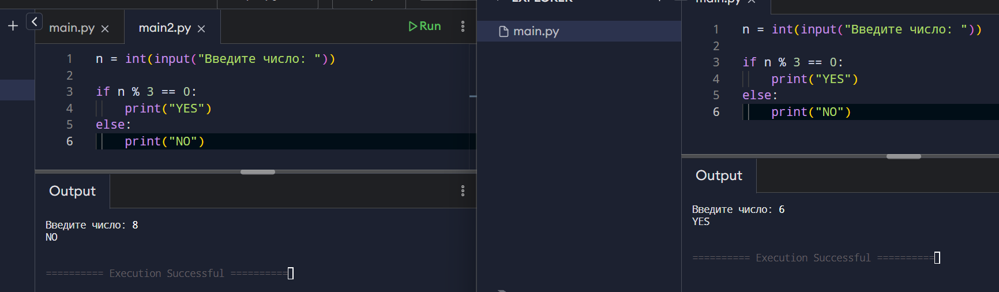 main.py
main2.py
Run
1 n = int(input("Введите число: "))
2
3 if n % 3 == 0:
4 print("YES")
5 else:
6 print("NO")
Output
Введите число: 8
NO
========== Execution Successful ==========
EXPLORER
main.py
main.py
1 n = int(input("Введите число: "))
2
3 if n % 3 == 0:
4 print("YES")
5 else:
6 print("NO")
Output
Введите число: 6
YES
========== Execution Successful ==========